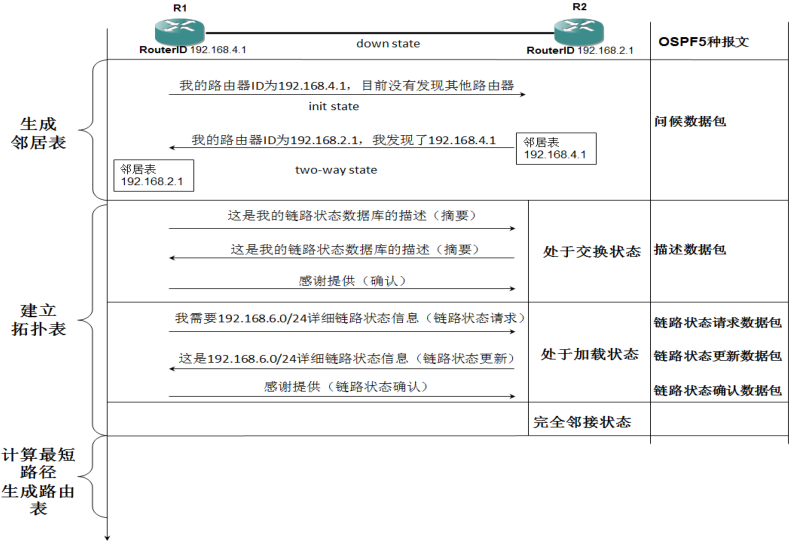 R1
R2
RouterID 192.168.4.1
down state
RouterID 192.168.2.1
OSPF5种报文
生成
邻居表
我的路由器ID为192.168.4.1，目前没有发现其他路由器
init state
问候数据包
我的路由器ID为192.168.2.1，我发现了192.168.4.1
邻居表
192.168.4.1
邻居表
192.168.2.1
two-way state
建立
拓扑表
这是我的链路状态数据库的描述（摘要）
这是我的链路状态数据库的描述（摘要）
感谢提供（确认）
处于交换状态
描述数据包
我需要192.168.6.0/24详细链路状态信息（链路状态请求）
这是192.168.6.0/24详细链路状态信息（链路状态更新）
感谢提供（链路状态确认）
处于加载状态
链路状态请求数据包
链路状态更新数据包
链路状态确认数据包
完全邻接状态
计算最短
路径
生成路由
表